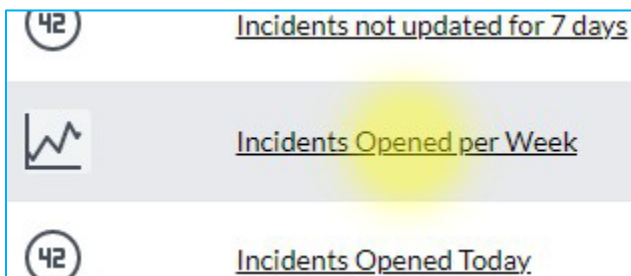 42 Incidents not updated for 7 days
Incidents Opened per Week
42 Incidents Opened Today